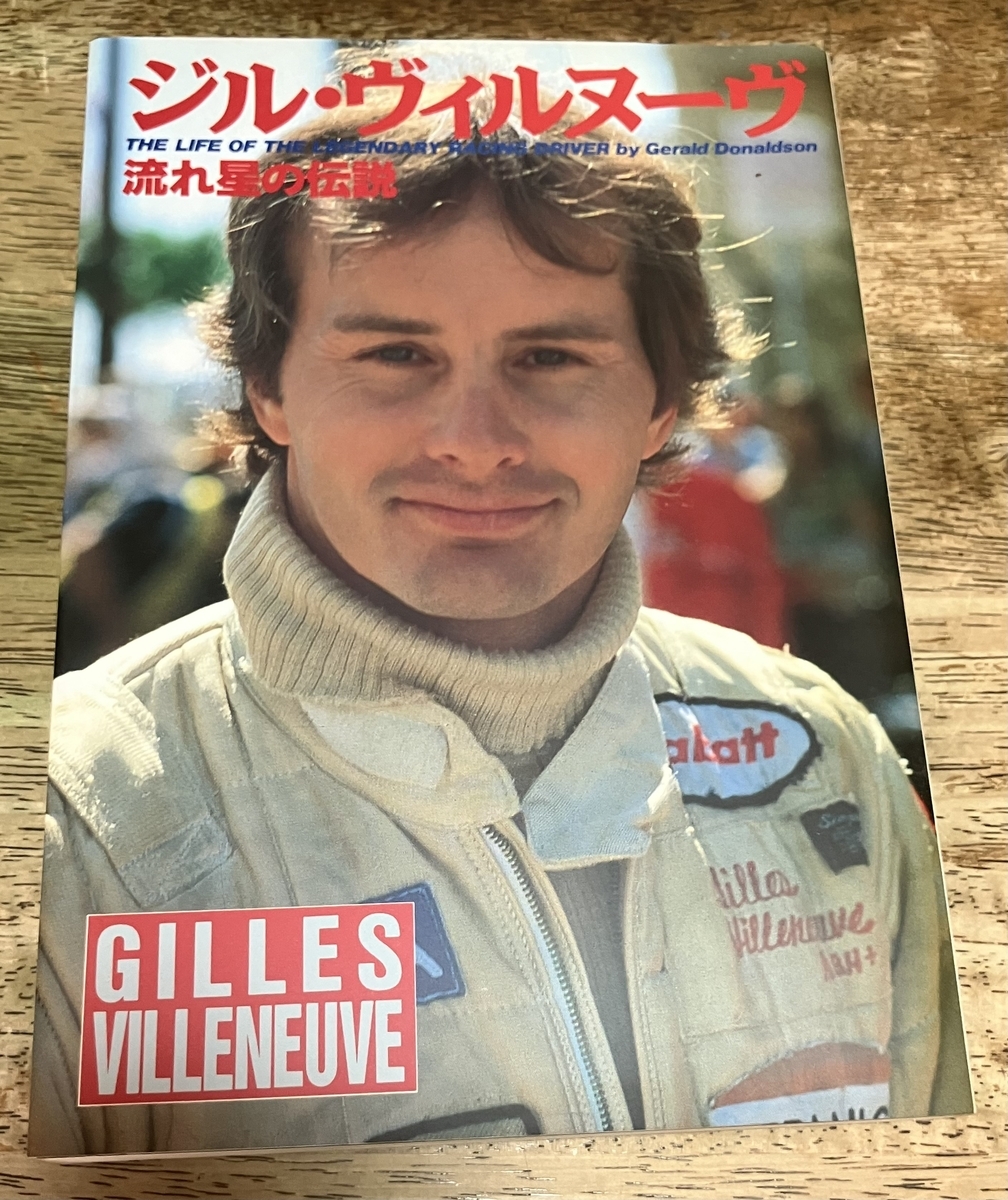 ジル・ヴィルヌーヴ
THE LIFE OF THE LEGENDARY RACING DRIVER by Gerald Donaldson
流れ星の伝説
abatt
Gilles
Villeneuve
GILLES
VILLENEUVE